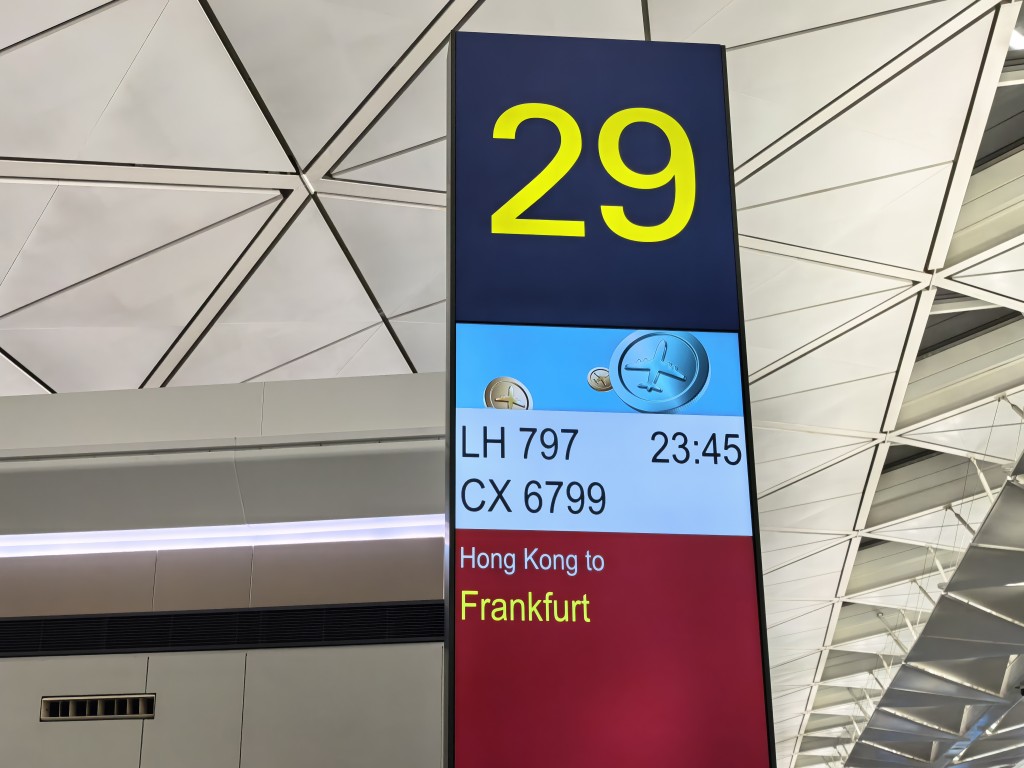 29
LH 797 23:45
CX 6799
Hong Kong to
Frankfurt